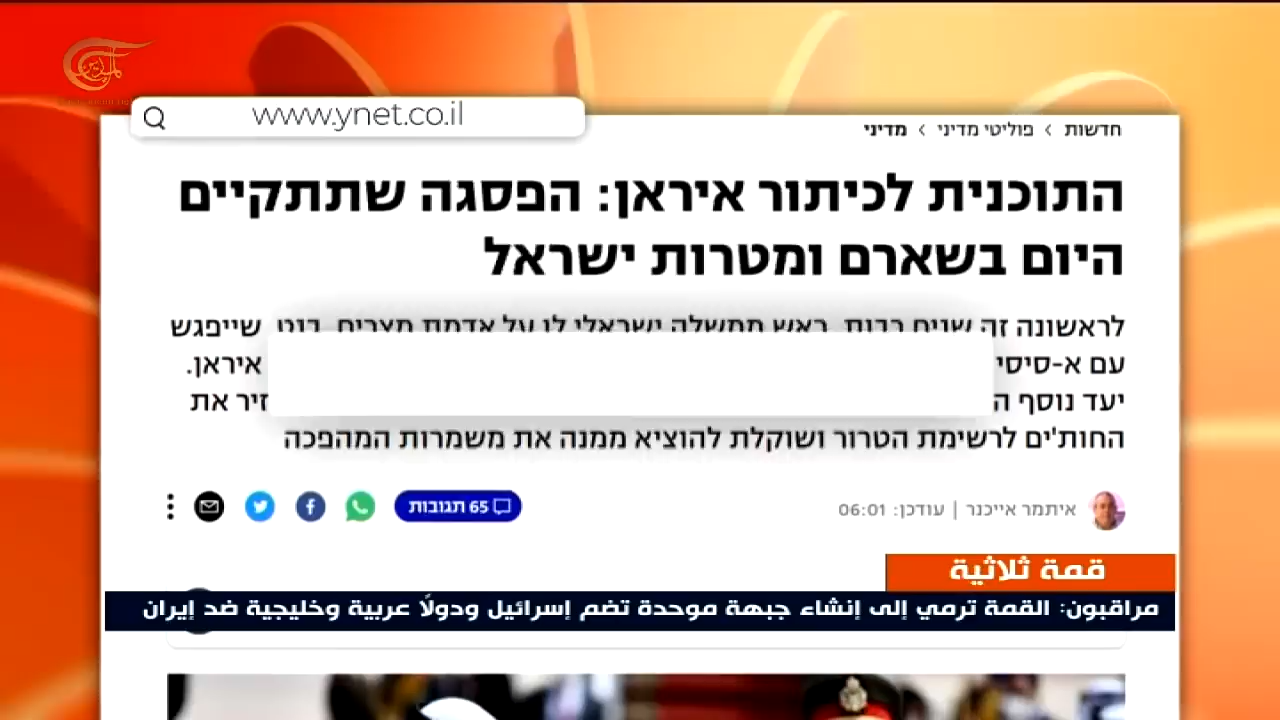 الميادين
www.ynet.co.il
חדשות > פוליטי מדיני > מדיני
התוכנית לכיתור איראן: הפסגה שתתקיים
היום בשארם ומטרות ישראל
לראשונה זה שנים רבות, ראש ממשלה ישראלי לן על אדמת מצרים. בנט שייפגש
עם א-סיסי איראן.
יעד נוסף
החות'ים לרשימת הטרור ושוקלת להוציא ממנה את משמרות המהפכה
איתמר אייכנר | עודכן: 06:01
65 תגובות
قمة ثلاثية
مراقبون: القمة ترمي إلى إنشاء جبهة موحدة تضم إسرائيل ودولًا عربية وخليجية ضد إيران